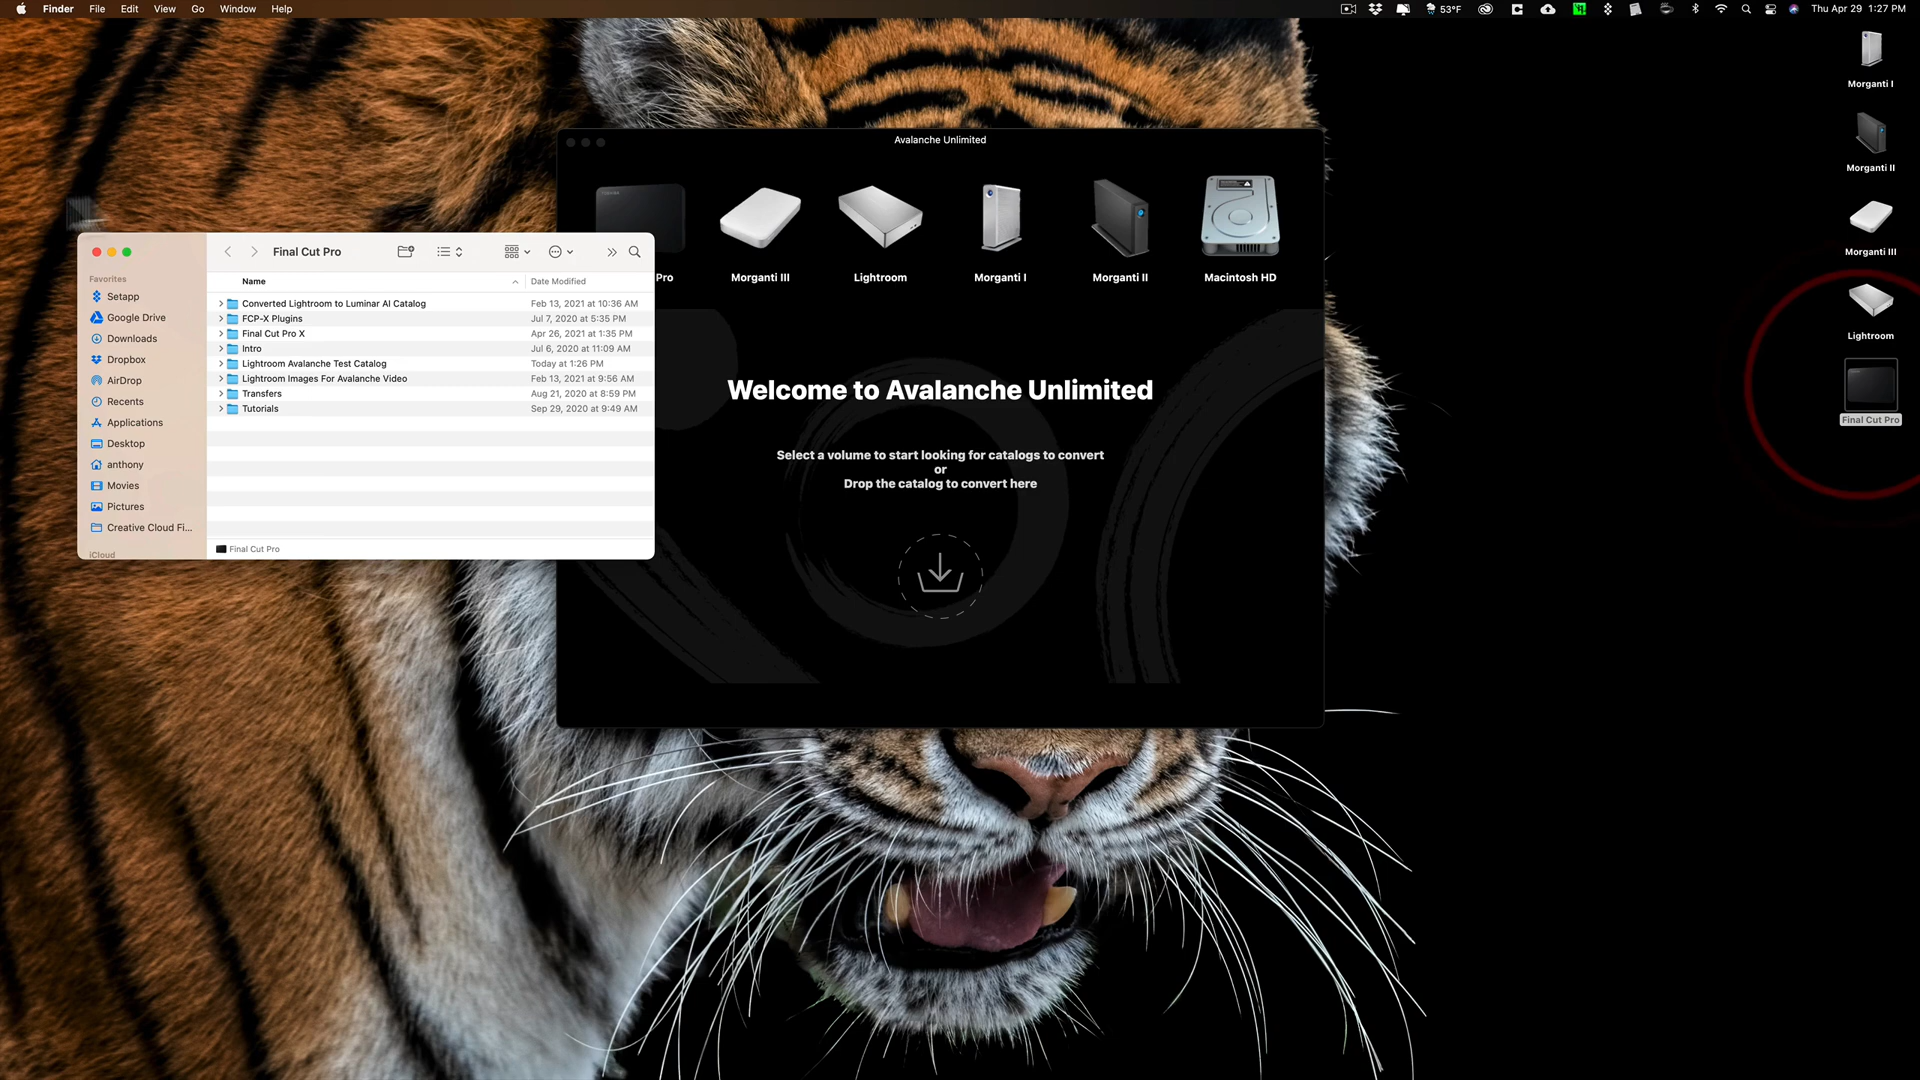 Finder File Edit View Go Window Help
53°F
Thu Apr 29 1:27 PM
Morganti I
Morganti II
Morganti III
Lightroom
Final Cut Pro
Avalanche Unlimited
Pro
Morganti III
Lightroom
Morganti I
Morganti II
Macintosh HD
Welcome to Avalanche Unlimited
Select a volume to start looking for catalogs to convert
or
Drop the catalog to convert here
Final Cut Pro
Favorites
Setapp
Google Drive
Downloads
Dropbox
AirDrop
Recents
Applications
Desktop
anthony
Movies
Pictures
Creative Cloud Fi...
iCloud
Name Date Modified
Converted Lightroom to Luminar AI Catalog Feb 13, 2021 at 10:36 AM
FCP-X Plugins Jul 7, 2020 at 5:35 PM
Final Cut Pro X Apr 26, 2021 at 1:35 PM
Intro Jul 6, 2020 at 11:09 AM
Lightroom Avalanche Test Catalog Today at 1:26 PM
Lightroom Images For Avalanche Video Feb 13, 2021 at 9:56 AM
Transfers Aug 21, 2020 at 8:59 PM
Tutorials Sep 29, 2020 at 9:49 AM
Final Cut Pro